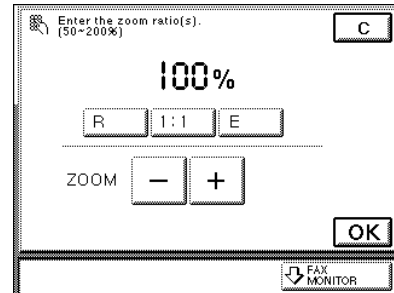 Enter the zoom ratio(s).
(50~200%)
C
100%
R 1:1 E
ZOOM − +
OK
FAX
MONITOR